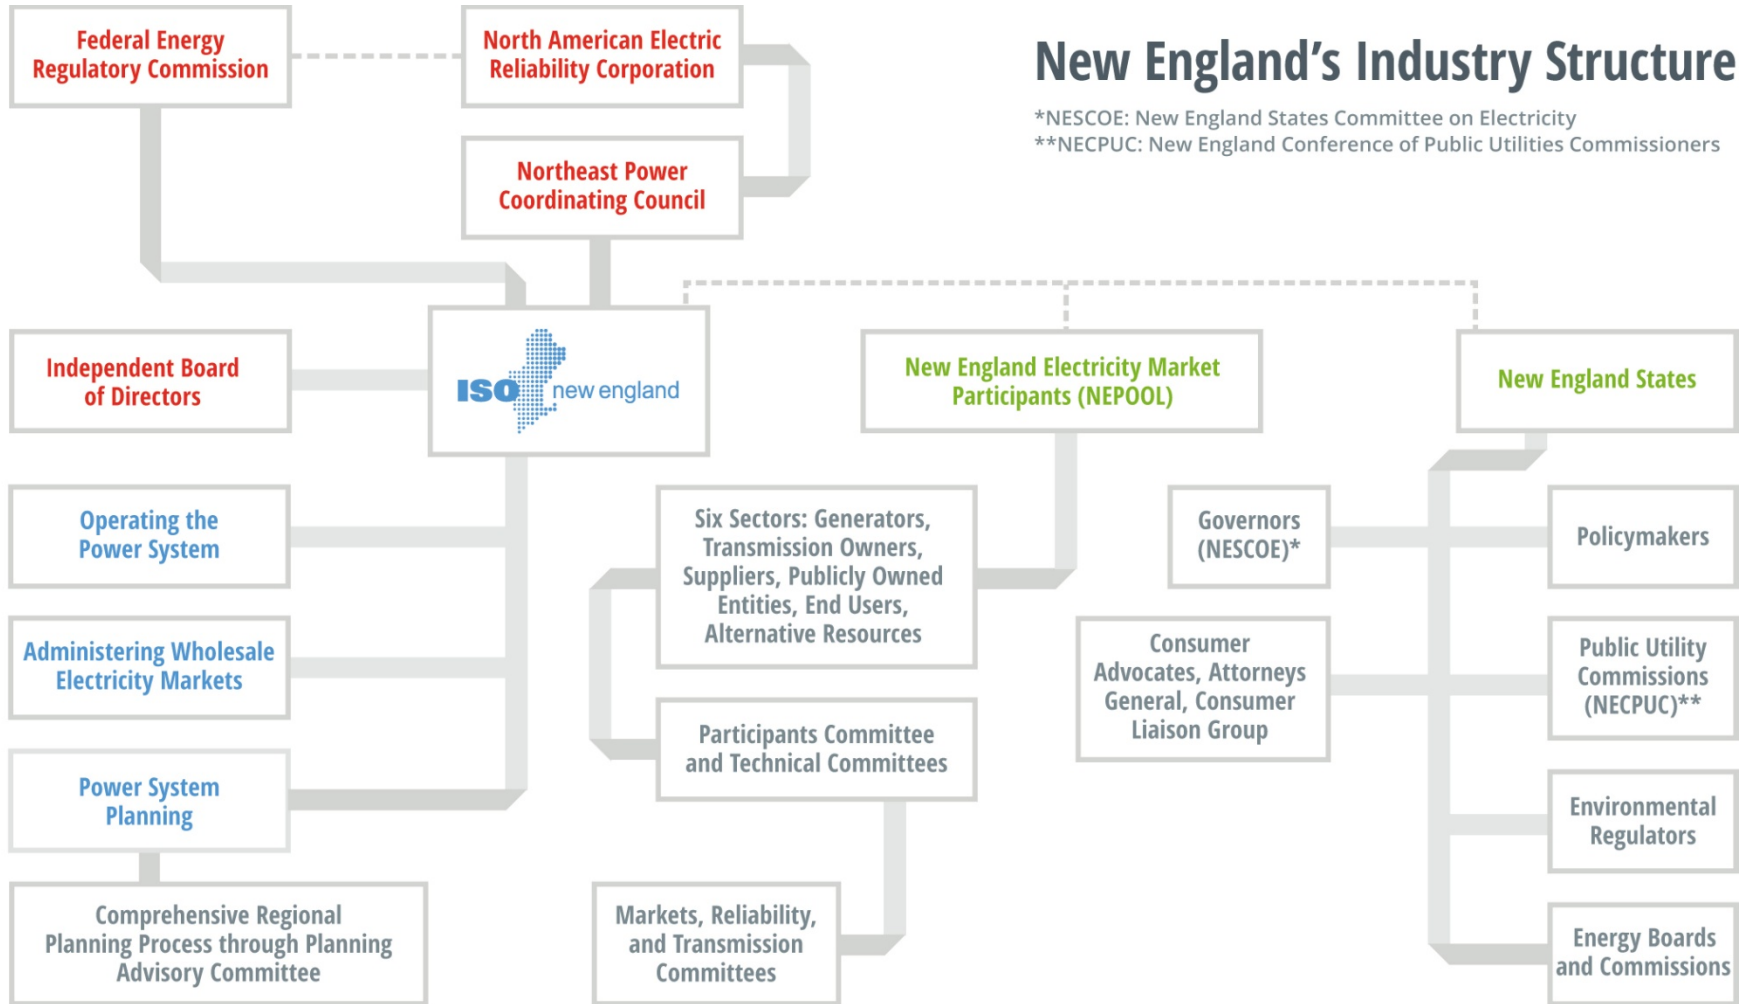 Federal Energy
Regulatory Commission
North American Electric
Reliability Corporation
New England’s Industry Structure
*NESCOE: New England States Committee on Electricity
**NECPUC: New England Conference of Public Utilities Commissioners
Northeast Power
Coordinating Council
Independent Board
of Directors
ISO new england
New England Electricity Market
Participants (NEPOOL)
New England States
Operating the
Power System
Six Sectors: Generators,
Transmission Owners,
Suppliers, Publicly Owned
Entities, End Users,
Alternative Resources
Governors
(NESCOE)*
Policymakers
Administering Wholesale
Electricity Markets
Consumer
Advocates, Attorneys
General, Consumer
Liaison Group
Public Utility
Commissions
(NECPUC)**
Participants Committee
and Technical Committees
Power System
Planning
Environmental
Regulators
Comprehensive Regional
Planning Process through Planning
Advisory Committee
Markets, Reliability,
and Transmission
Committees
Energy Boards
and Commissions